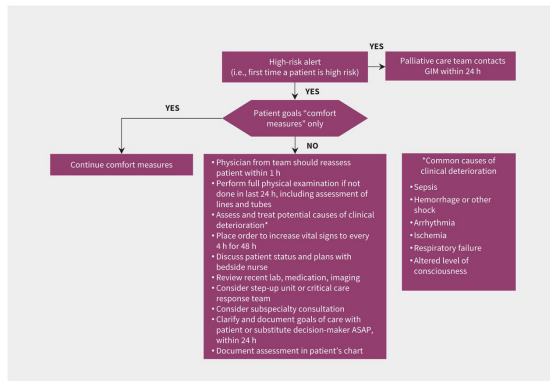 High-risk alert
(i.e., first time a patient is high risk)
YES
Palliative care team contacts
GIM within 24 h
YES
Patient goals "comfort
measures" only
YES
Continue comfort measures
NO
• Physician from team should reassess
patient within 1 h
• Perform full physical examination if not
done in last 24 h, including assessment of
lines and tubes
• Assess and treat potential causes of clinical
deterioration*
• Place order to increase vital signs to every
4 h for 48 h
• Discuss patient status and plans with
bedside nurse
• Review recent lab, medication, imaging
• Consider step-up unit or critical care
response team
• Consider subspecialty consultation
• Clarify and document goals of care with
patient or substitute decision-maker ASAP,
within 24 h
• Document assessment in patient's chart
*Common causes of
clinical deterioration
• Sepsis
• Hemorrhage or other
shock
• Arrhythmia
• Ischemia
• Respiratory failure
• Altered level of
consciousness